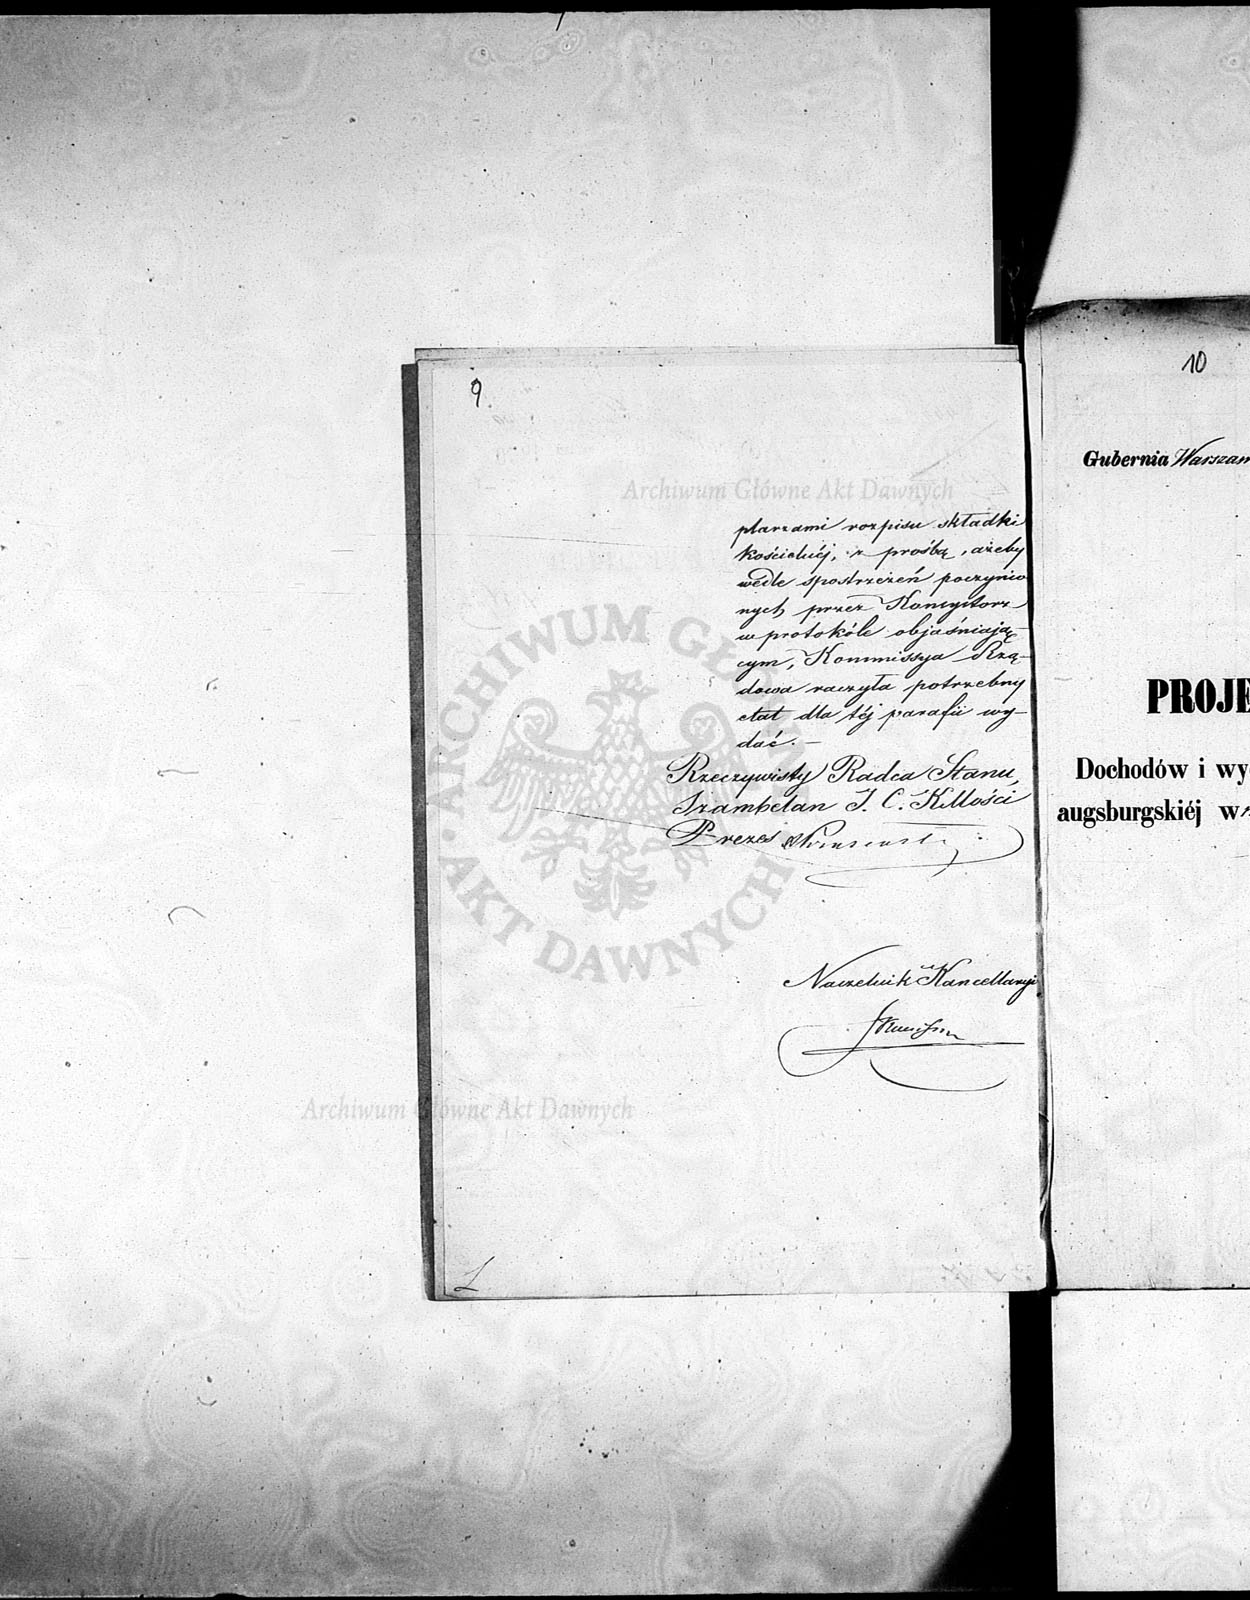 9
plarzami rozpisu składki
kościelnéj, z prośbą, ażeby
wedle spostrzeżeń poczynio
nych przez Konsystorz
w protokóle objaśniają-
cym, Kommissya Rzą-
dowa raczyła potrzebny
etat dla téj parafii wy-
dać. —
Rzeczywisty Radca Stanu,
Szambelan J. C. K. Mości
Prezes
Naczelnik Kancellaryi
10
Gubernia Warszaw
PROJE
Dochodów i wy
augsburgskiéj w
Archiwum Główne Akt Dawnych
ARCHIWUM GŁÓWNE AKT DAWNYCH
Archiwum Główne Akt Dawnych